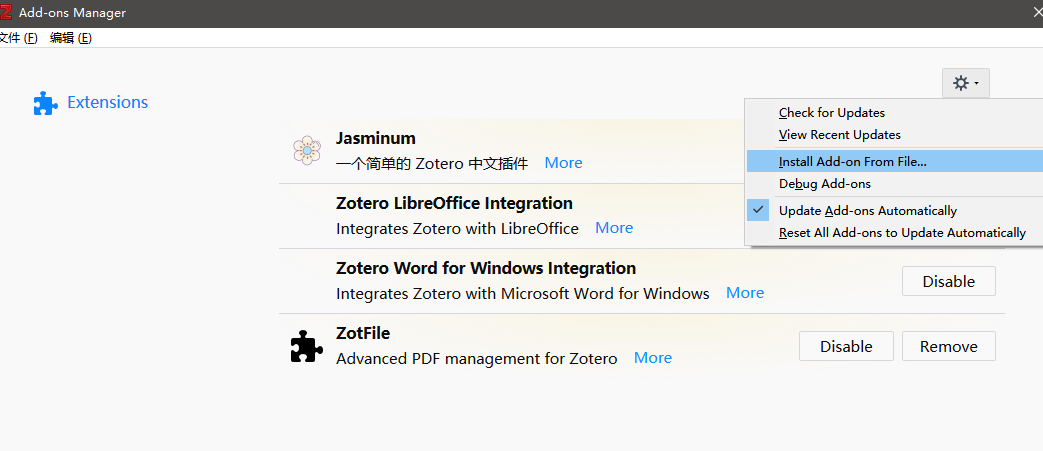 Add-ons Manager
文件 (F) 编辑 (E)
Extensions
Check for Updates
View Recent Updates
Install Add-on From File...
Debug Add-ons
Update Add-ons Automatically
Reset All Add-ons to Update Automatically
Jasminum
一个简单的 Zotero 中文插件 More
Zotero LibreOffice Integration
Integrates Zotero with LibreOffice More
Zotero Word for Windows Integration
Integrates Zotero with Microsoft Word for Windows More
Disable
ZotFile
Advanced PDF management for Zotero More
Disable Remove